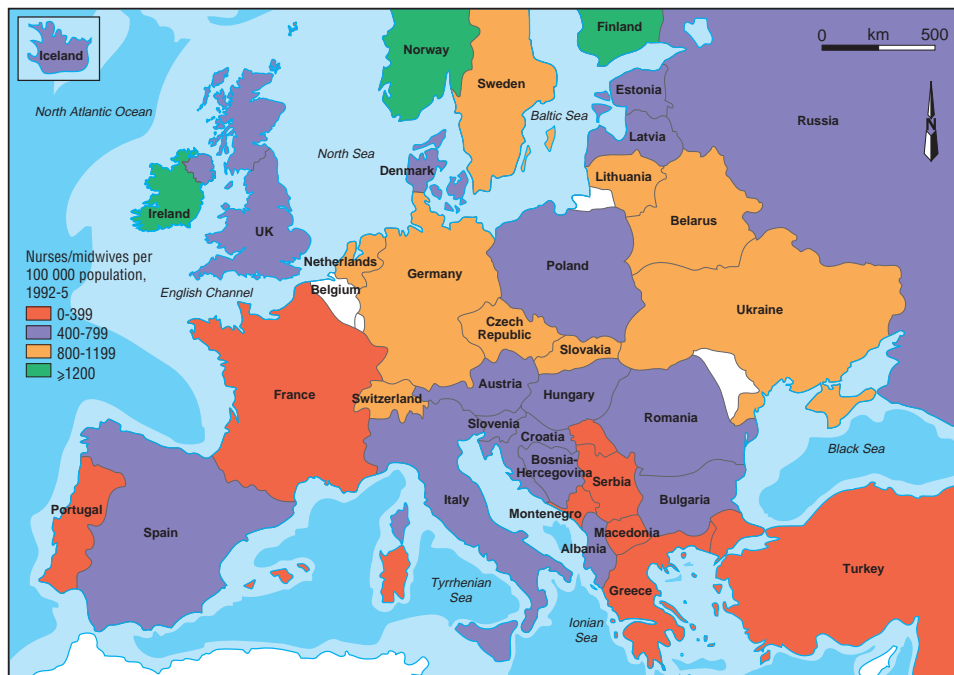 Iceland
Norway
Finland
0 km 500
Sweden
Estonia
North Atlantic Ocean
Baltic Sea
Russia
N
Latvia
North Sea
Denmark
Lithuania
Ireland
Belarus
UK
Nurses/midwives per
100 000 population,
1992-5
0-399
400-799
800-1199
⩾1200
Netherlands
Germany
Poland
English Channel
Belgium
Ukraine
Czech
Republic
Slovakia
France
Switzerland
Austria
Hungary
Romania
Slovenia
Croatia
Black Sea
Bosnia-
Hercegovina
Serbia
Italy
Bulgaria
Portugal
Montenegro
Spain
Macedonia
Albania
Turkey
Tyrrhenian
Sea
Greece
Ionian
Sea